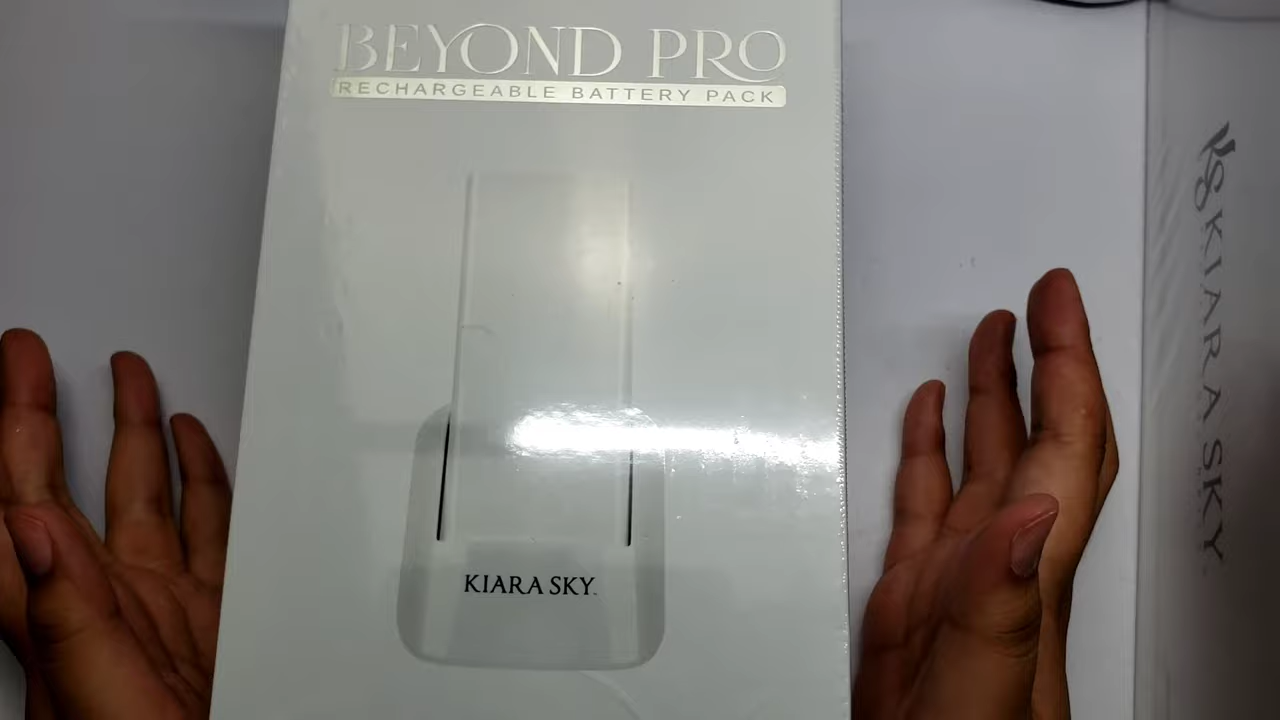 BEYOND PRO
RECHARGEABLE BATTERY PACK
KIARA SKY
KIARA SKY